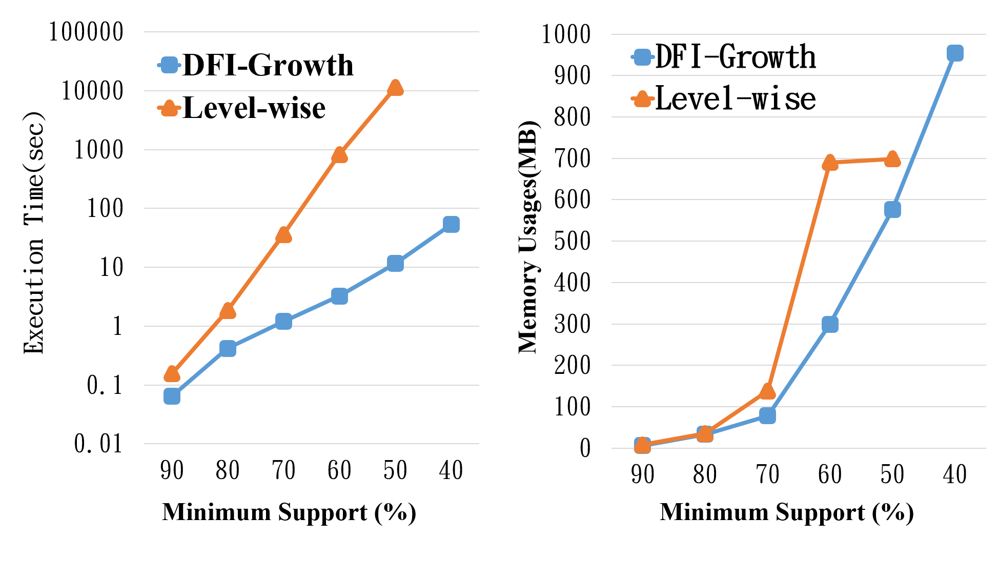 100000
10000
1000
100
10
1
0.1
0.01
Execution Time(sec)
DFI-Growth
Level-wise
90 80 70 60 50 40
Minimum Support (%)
1000
900
800
700
600
500
400
300
200
100
0
Memory Usages(MB)
DFI-Growth
Level-wise
90 80 70 60 50 40
Minimum Support (%)